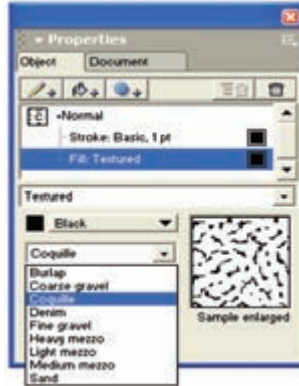 Properties
Object Document
Normal
Stroke: Basic, 1 pt
Fill: Textured
Textured
Black
Coquille
Burlap
Coarse gravel
Coquille
Denim
Fine gravel
Heavy mezzo
Light mezzo
Medium mezzo
Sand
Sample enlarged